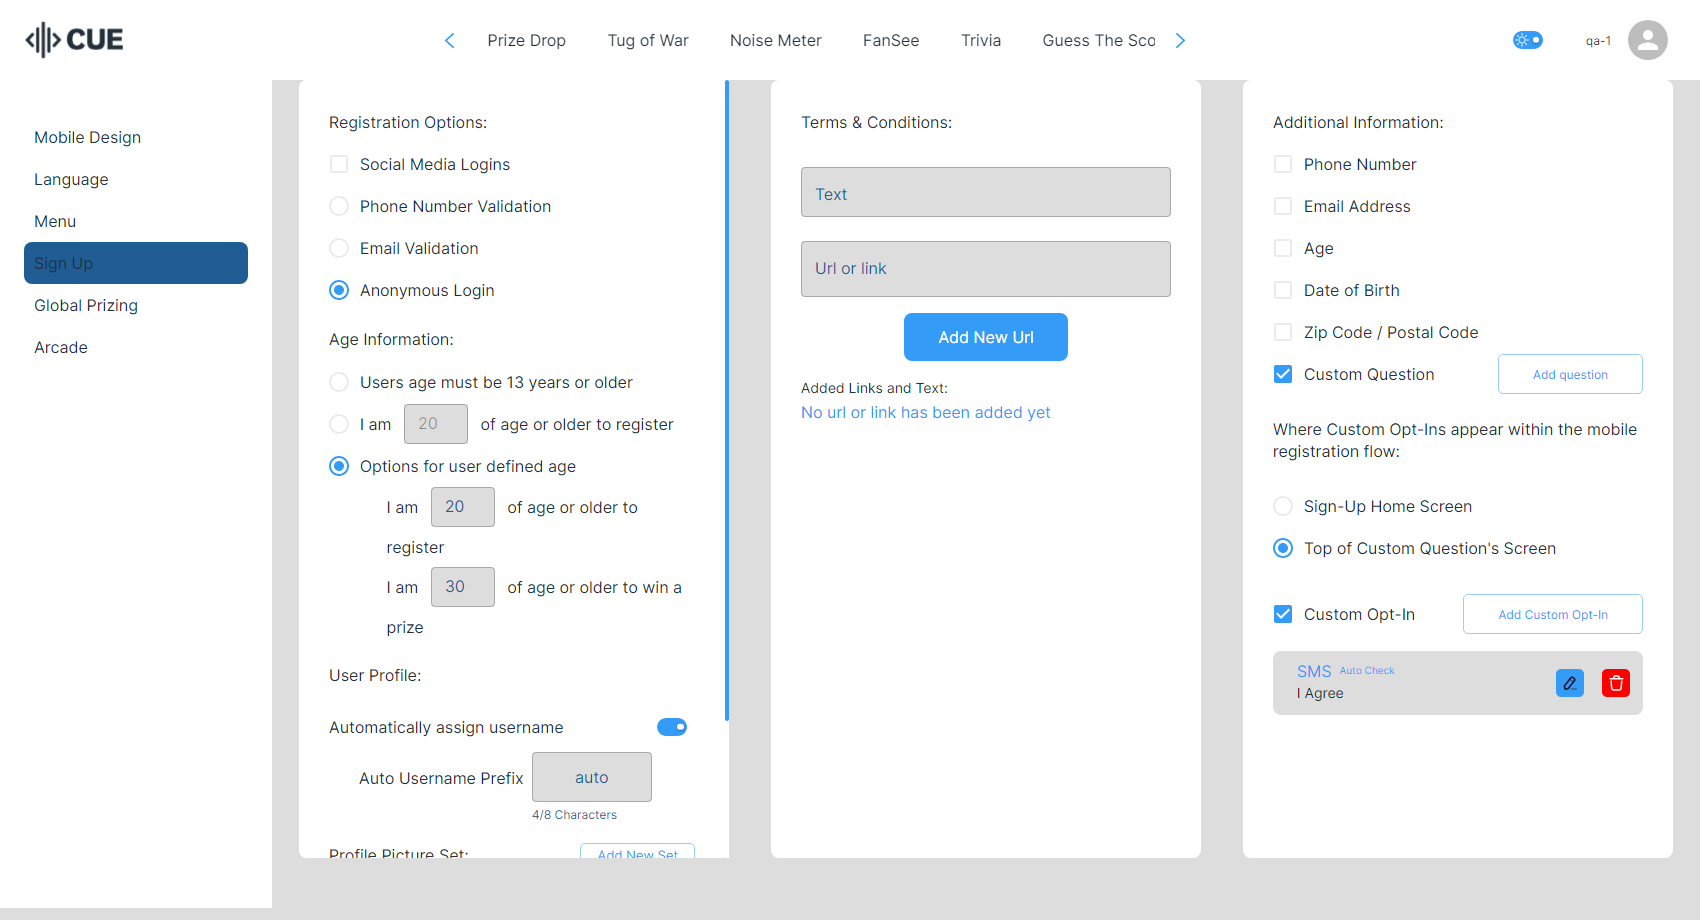 CUE
Prize Drop
Tug of War
Noise Meter
FanSee
Trivia
Guess The Sco
qa-1
Mobile Design
Language
Menu
Sign Up
Global Prizing
Arcade
Registration Options:
Social Media Logins
Phone Number Validation
Email Validation
Anonymous Login
Age Information:
Users age must be 13 years or older
I am 20 of age or older to register
Options for user defined age
I am 20 of age or older to
register
I am 30 of age or older to win a
prize
User Profile:
Automatically assign username
Auto Username Prefix auto
4/8 Characters
Profile Picture Set: Add New Set
Terms & Conditions:
Text
Url or link
Add New Url
Added Links and Text:
No url or link has been added yet
Additional Information:
Phone Number
Email Address
Age
Date of Birth
Zip Code / Postal Code
Custom Question Add question
Where Custom Opt-Ins appear within the mobile
registration flow:
Sign-Up Home Screen
Top of Custom Question's Screen
Custom Opt-In Add Custom Opt-In
SMS Auto Check
I Agree